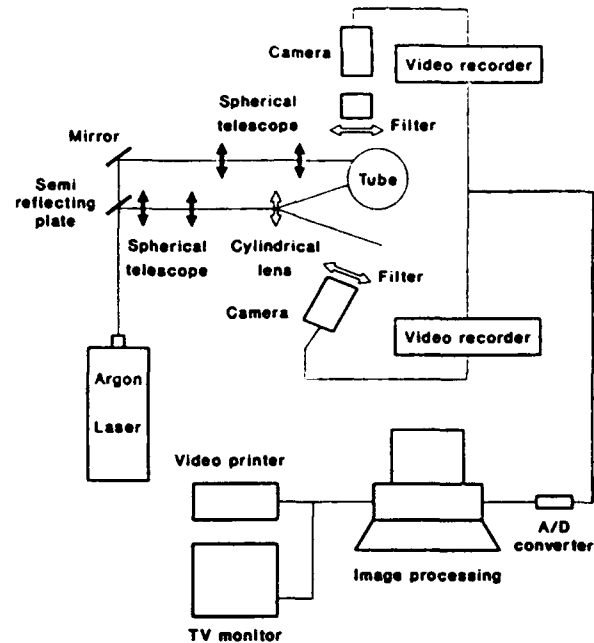 Camera
Video recorder
Spherical
telescope
Filter
Mirror
Tube
Semi
reflecting
plate
Spherical
telescope
Cylindrical
lens
Filter
Camera
Video recorder
Argon
Laser
Video printer
A/D
converter
Image processing
TV monitor